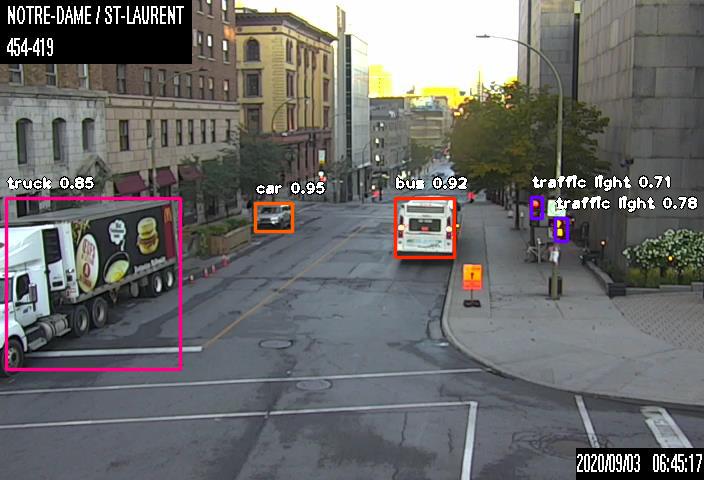 NOTRE-DAME / ST-LAURENT
454-419
truck 0.85
car 0.95
bus 0.92
traffic light 0.71
traffic light 0.78
2020/09/03 06:45:17